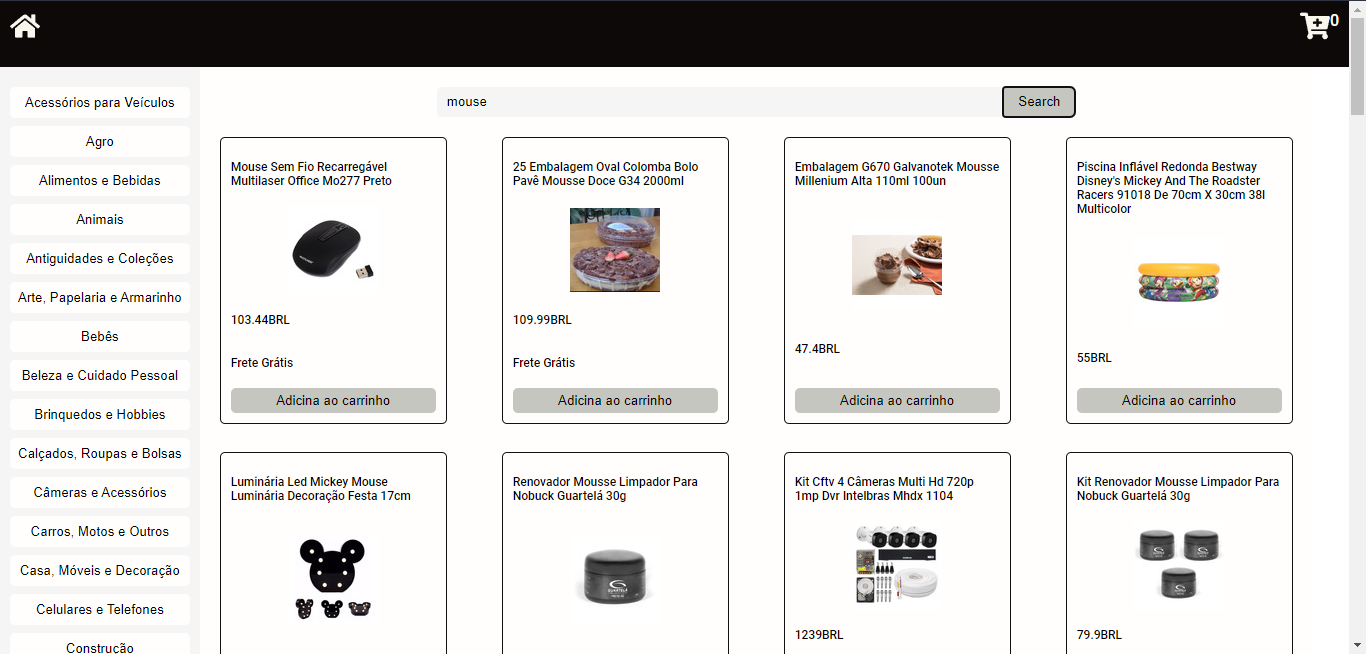 0
Acessórios para Veículos
Agro
Alimentos e Bebidas
Animais
Antiguidades e Coleções
Arte, Papelaria e Armarinho
Bebês
Beleza e Cuidado Pessoal
Brinquedos e Hobbies
Calçados, Roupas e Bolsas
Câmeras e Acessórios
Carros, Motos e Outros
Casa, Móveis e Decoração
Celulares e Telefones
Construção
mouse
Search
Mouse Sem Fio Recarregável
Multilaser Office Mo277 Preto
103.44BRL
Frete Grátis
Adicina ao carrinho
25 Embalagem Oval Colomba Bolo
Pavê Mousse Doce G34 2000ml
109.99BRL
Frete Grátis
Adicina ao carrinho
Embalagem G670 Galvanotek Mousse
Millenium Alta 110ml 100un
47.4BRL
Adicina ao carrinho
Piscina Inflável Redonda Bestway
Disney's Mickey And The Roadster
Racers 91018 De 70cm X 30cm 38l
Multicolor
55BRL
Adicina ao carrinho
Luminária Led Mickey Mouse
Luminária Decoração Festa 17cm
Renovador Mousse Limpador Para
Nobuck Guartelá 30g
GUARTELÁ
Kit Cftv 4 Câmeras Multi Hd 720p
1mp Dvr Intelbras Mhdx 1104
1239BRL
Kit Renovador Mousse Limpador Para
Nobuck Guartelá 30g
79.9BRL